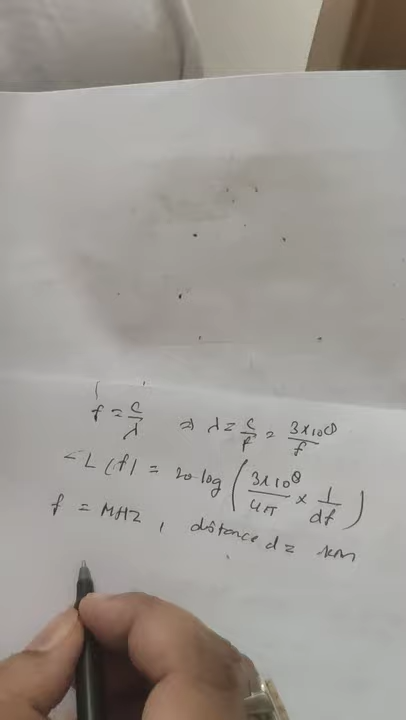 f = c/λ ⇒ λ = c/f = 3×10⁸/f
<L(f) = 20 log (3×10⁸/4π × 1/df)
f = MHZ, distance d = km